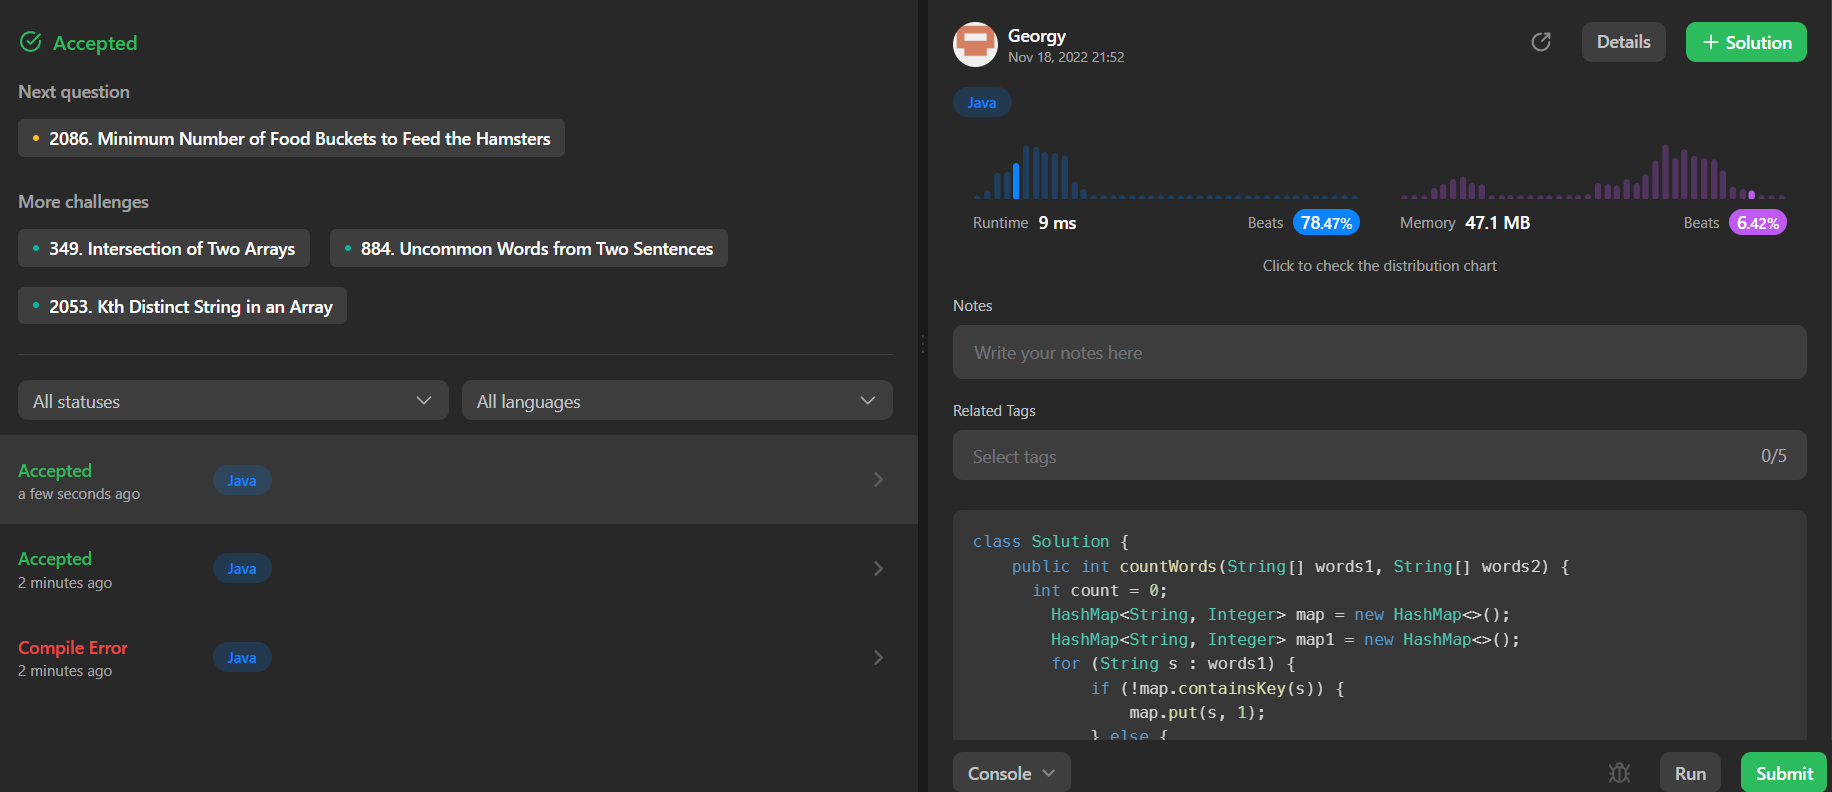 Accepted
Next question
2086. Minimum Number of Food Buckets to Feed the Hamsters
More challenges
349. Intersection of Two Arrays
884. Uncommon Words from Two Sentences
2053. Kth Distinct String in an Array
All statuses
All languages
Accepted
a few seconds ago
Java
Accepted
2 minutes ago
Java
Compile Error
2 minutes ago
Java
Georgy
Nov 18, 2022 21:52
Details
+ Solution
Java
Runtime 9 ms
Beats 78.47%
Memory 47.1 MB
Beats 6.42%
Click to check the distribution chart
Notes
Write your notes here
Related Tags
Select tags
0/5
class Solution {
    public int countWords(String[] words1, String[] words2) {
      int count = 0;
        HashMap<String, Integer> map = new HashMap<>();
        HashMap<String, Integer> map1 = new HashMap<>();
        for (String s : words1) {
            if (!map.containsKey(s)) {
                map.put(s, 1);
            } else {
Console
Run
Submit